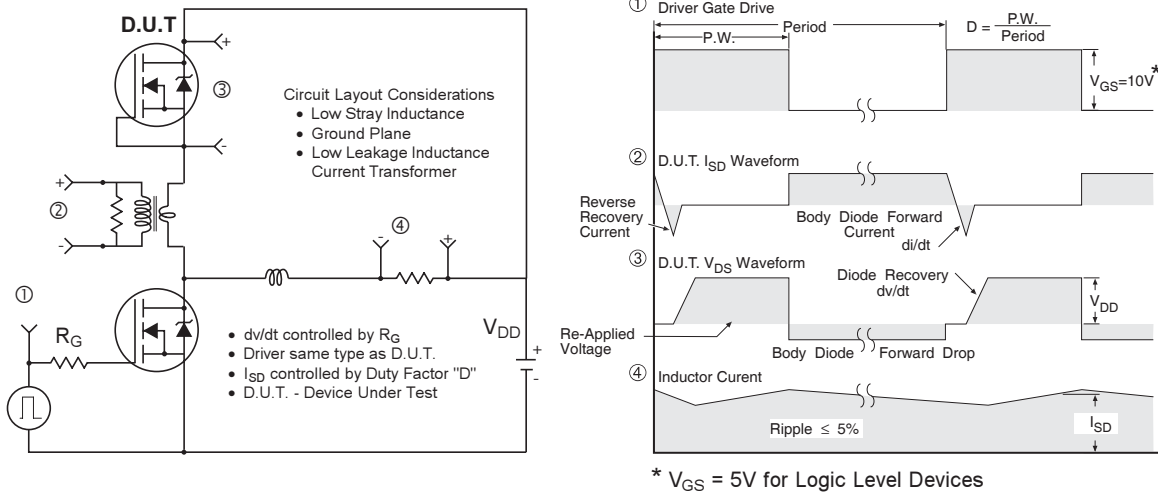 D.U.T
+
③
-
Circuit Layout Considerations
• Low Stray Inductance
• Ground Plane
• Low Leakage Inductance
Current Transformer
+
②
-
④
-
+
①
R_G
V_DD
+
-
• dv/dt controlled by R_G
• Driver same type as D.U.T.
• I_SD controlled by Duty Factor "D"
• D.U.T. - Device Under Test
① Driver Gate Drive
P.W.
Period
D = P.W. / Period
V_GS=10V*
② D.U.T. I_SD Waveform
Reverse
Recovery
Current
Body Diode Forward
Current
di/dt
③ D.U.T. V_DS Waveform
Diode Recovery
dv/dt
V_DD
Re-Applied
Voltage
Body Diode Forward Drop
④ Inductor Curent
Ripple ≤ 5%
I_SD
* V_GS = 5V for Logic Level Devices